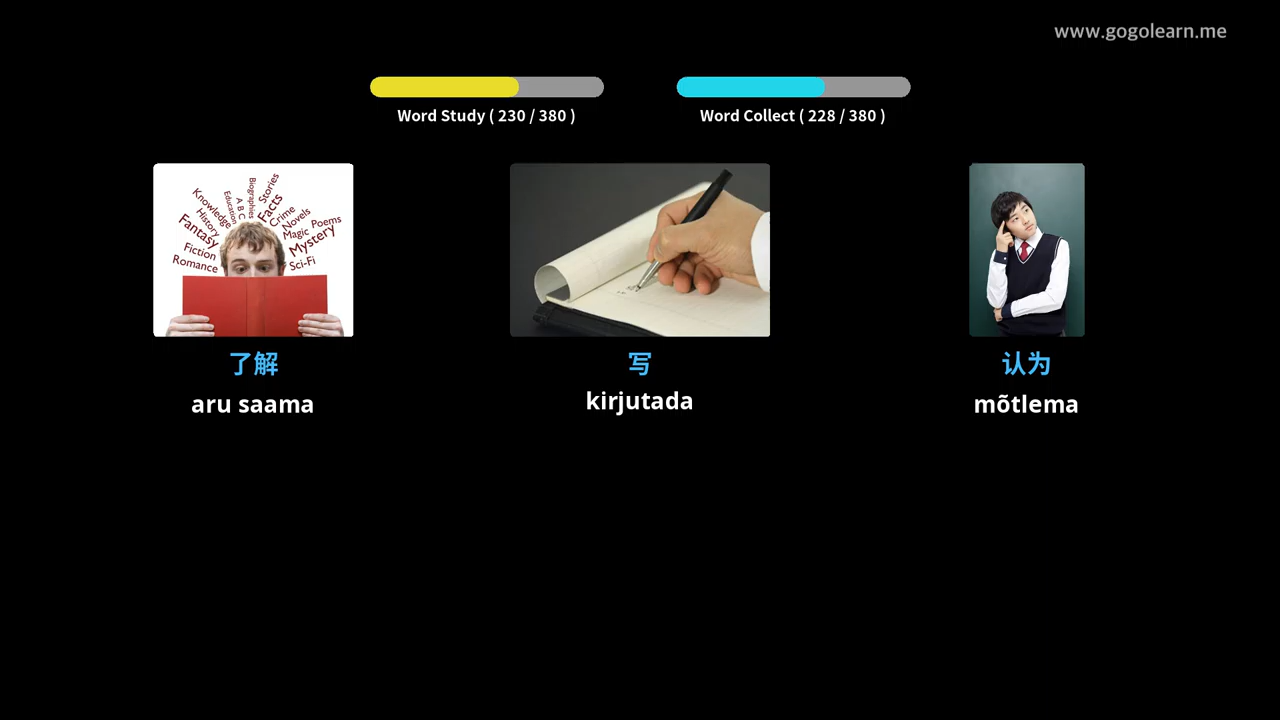 www.gogolearn.me
Word Study ( 230 / 380 )
Word Collect ( 228 / 380 )
Knowledge
History
Fantasy
Fiction
Romance
Education
A B C
Biographies
Stories
Facts
Crime
Novels
Magic
Poems
Mystery
Sci-Fi
了解
写
认为
aru saama
kirjutada
mõtlema